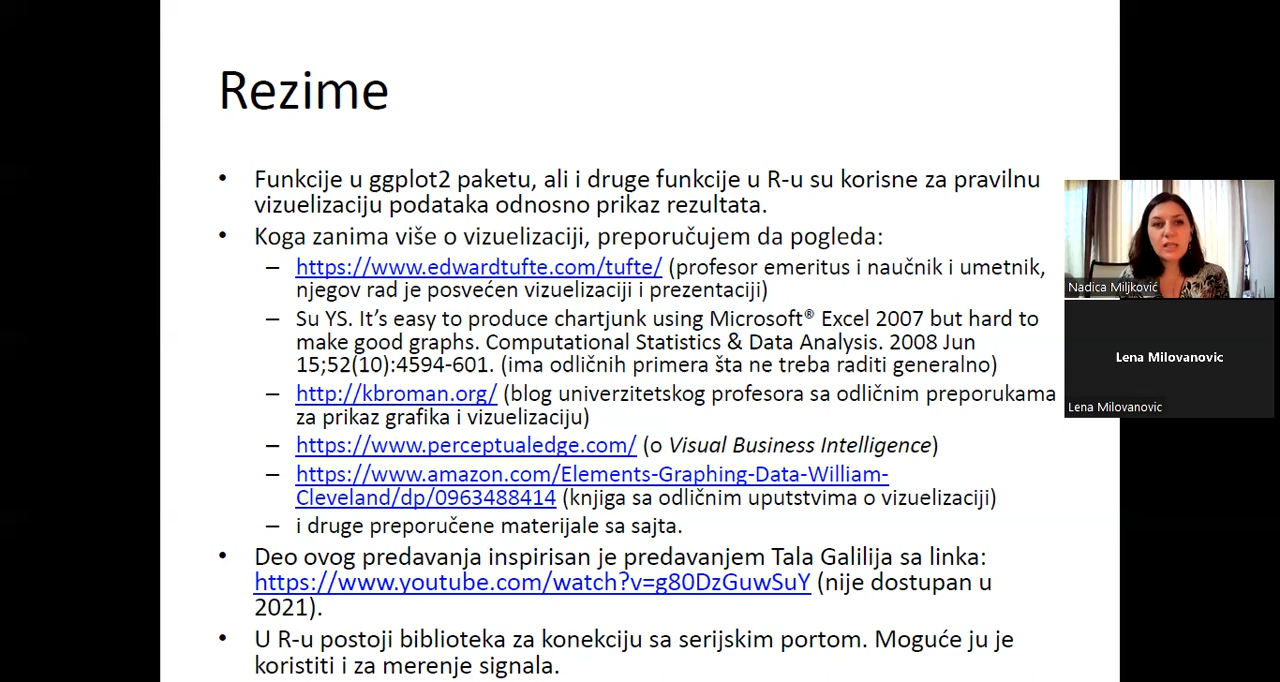 Rezime
• Funkcije u ggplot2 paketu, ali i druge funkcije u R-u su korisne za pravilnu
vizuelizaciju podataka odnosno prikaz rezultata.
• Koga zanima više o vizuelizaciji, preporučujem da pogleda:
– https://www.edwardtufte.com/tufte/ (profesor emeritus i naučnik i umetnik,
njegov rad je posvećen vizuelizaciji i prezentaciji)
– Su YS. It’s easy to produce chartjunk using Microsoft® Excel 2007 but hard to
make good graphs. Computational Statistics & Data Analysis. 2008 Jun
15;52(10):4594-601. (ima odličnih primera šta ne treba raditi generalno)
– http://kbroman.org/ (blog univerzitetskog profesora sa odličnim preporukama
za prikaz grafika i vizuelizaciju)
– https://www.perceptualedge.com/ (o Visual Business Intelligence)
– https://www.amazon.com/Elements-Graphing-Data-William-
Cleveland/dp/0963488414 (knjiga sa odličnim uputstvima o vizuelizaciji)
– i druge preporučene materijale sa sajta.
• Deo ovog predavanja inspirisan je predavanjem Tala Galilija sa linka:
https://www.youtube.com/watch?v=g80DzGuwSuY (nije dostupan u
2021).
• U R-u postoji biblioteka za konekciju sa serijskim portom. Moguće ju je
koristiti i za merenje signala.
Nadica Miljković
Lena Milovanovic
Lena Milovanovic